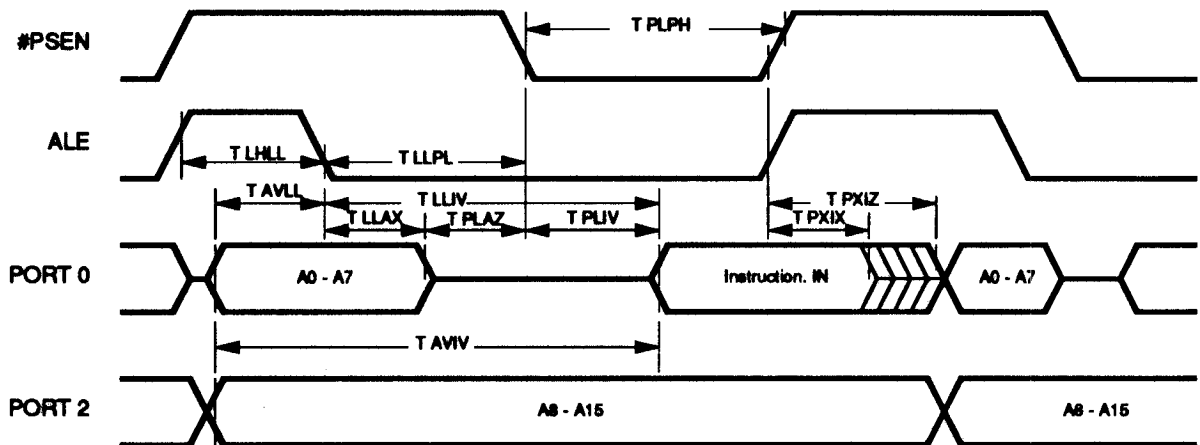 #PSEN
T PLPH
ALE
T LHLL
T LLPL
T AVLL
T LLIV
T PXIZ
T LLAX
T PLAZ
T PLIV
T PXIX
PORT 0
A0 - A7
Instruction. IN
A0 - A7
T AVIV
PORT 2
A8 - A15
A8 - A15